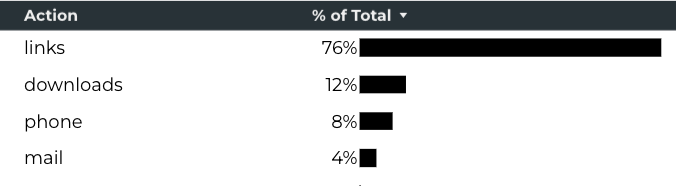 Action % of Total
links 76%
downloads 12%
phone 8%
mail 4%